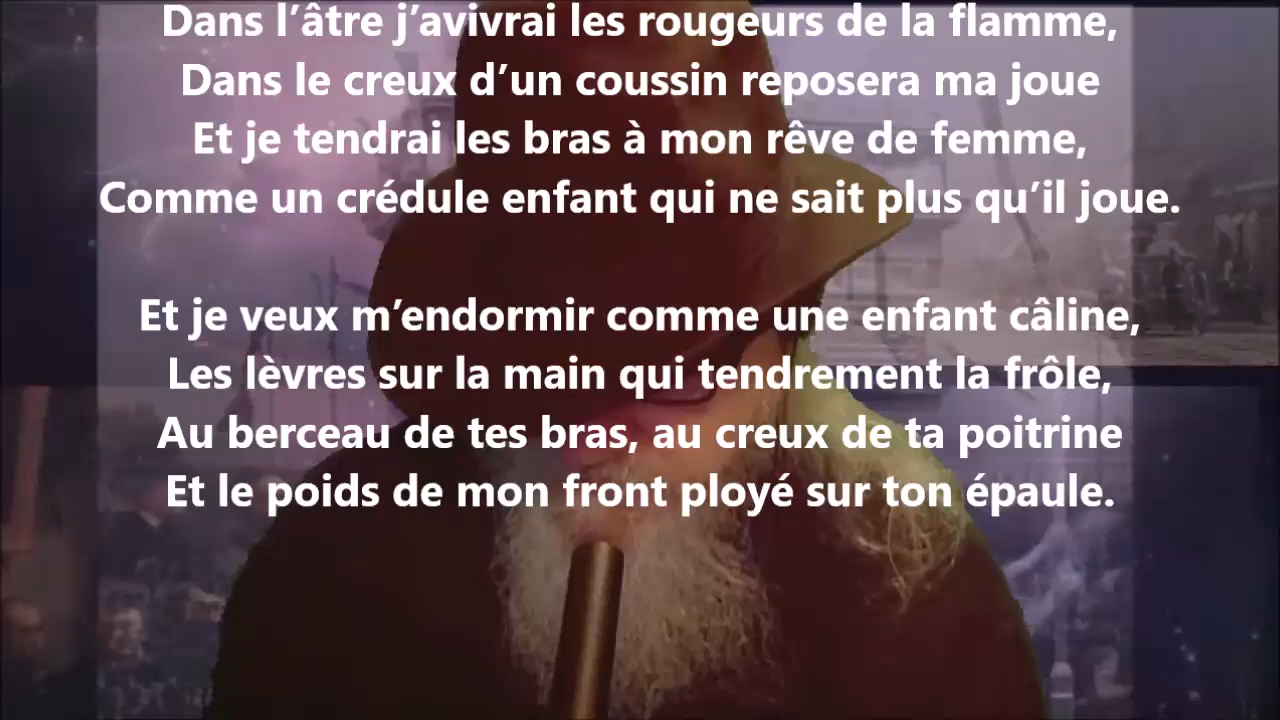 Dans l’âtre j’avivrai les rougeurs de la flamme,
Dans le creux d’un coussin reposera ma joue
Et je tendrai les bras à mon rêve de femme,
Comme un crédule enfant qui ne sait plus qu’il joue.
Et je veux m’endormir comme une enfant câline,
Les lèvres sur la main qui tendrement la frôle,
Au berceau de tes bras, au creux de ta poitrine
Et le poids de mon front ployé sur ton épaule.